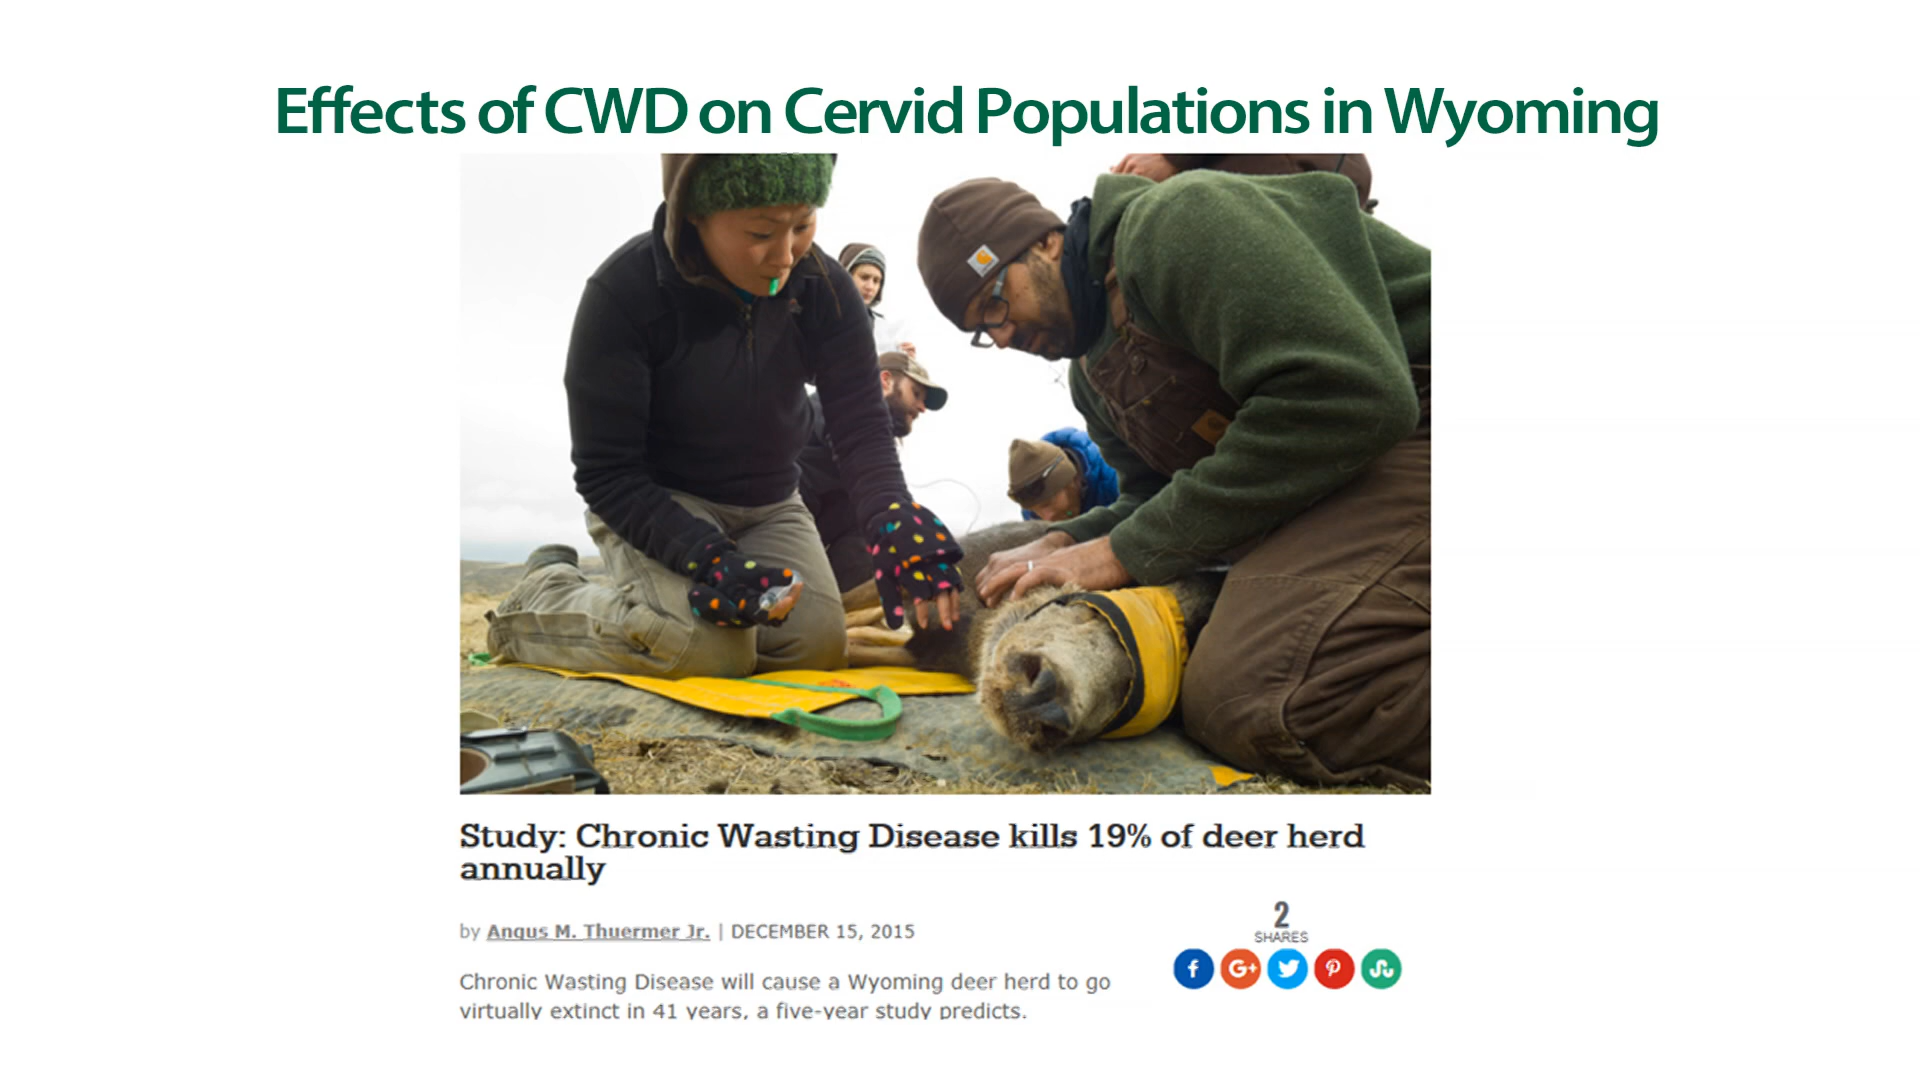 Effects of CWD on Cervid Populations in Wyoming
Study: Chronic Wasting Disease kills 19% of deer herd
annually
by Angus M. Thuermer Jr. | DECEMBER 15, 2015
2
SHARES
Chronic Wasting Disease will cause a Wyoming deer herd to go
virtually extinct in 41 years, a five-year study predicts.